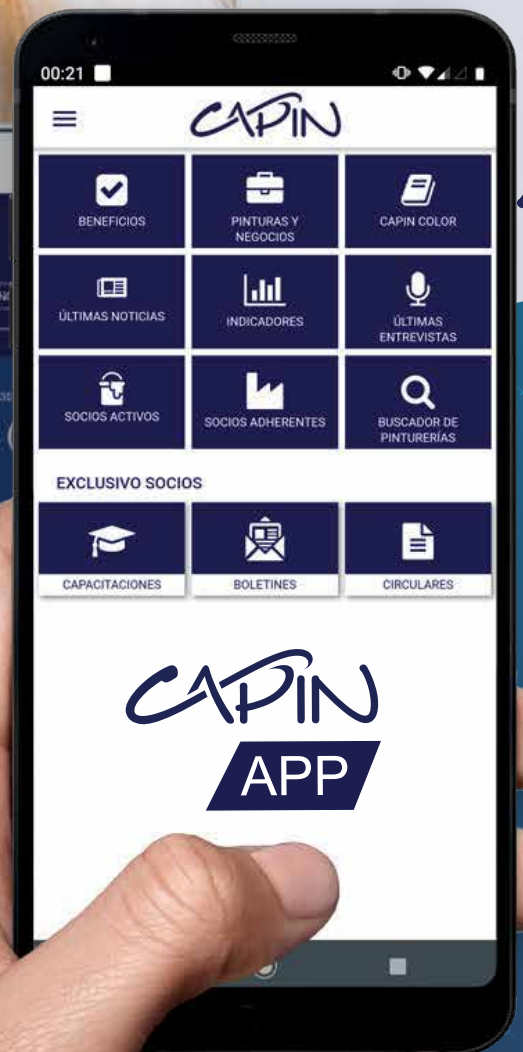 00:21
CAPIN
BENEFICIOS
PINTURAS Y
NEGOCIOS
CAPIN COLOR
ÚLTIMAS NOTICIAS
INDICADORES
ÚLTIMAS
ENTREVISTAS
SOCIOS ACTIVOS
SOCIOS ADHERENTES
BUSCADOR DE
PINTURERÍAS
EXCLUSIVO SOCIOS
CAPACITACIONES
BOLETINES
CIRCULARES
CAPIN
APP